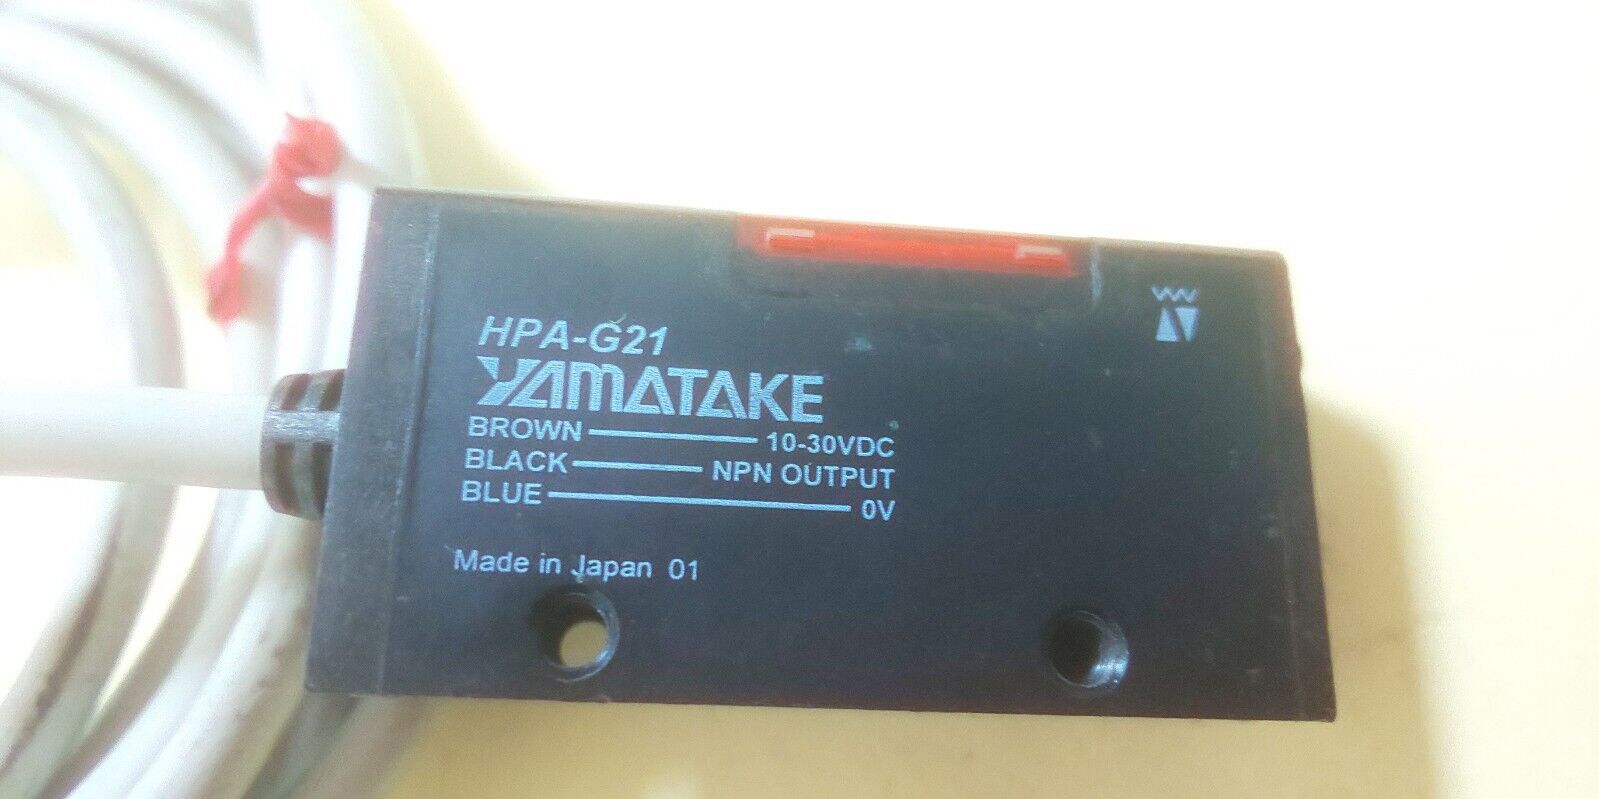 HPA-G21
YAMATAKE
BROWN 10-30VDC
BLACK NPN OUTPUT
BLUE 0V
Made in Japan 01